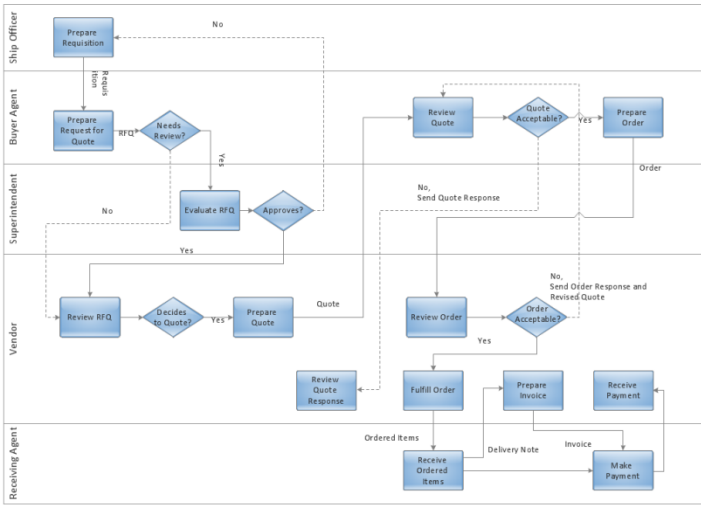 Ship Officer
Prepare
Requisition
No
Requis
ition
Buyer Agent
Prepare
Request for
Quote
RFQ
Needs
Review?
Yes
Review
Quote
Quote
Acceptable?
Yes
Prepare
Order
Superintendent
No
Evaluate RFQ
Approves?
Yes
No,
Send Quote Response
Order
Vendor
Review RFQ
Decides
to Quote?
Yes
Prepare
Quote
Quote
Review Order
Order
Acceptable?
No,
Send Order Response and
Revised Quote
Yes
Review
Quote
Response
Fulfill Order
Prepare
Invoice
Receive
Payment
Receiving Agent
Ordered Items
Receive
Ordered
Items
Delivery Note
Invoice
Make
Payment